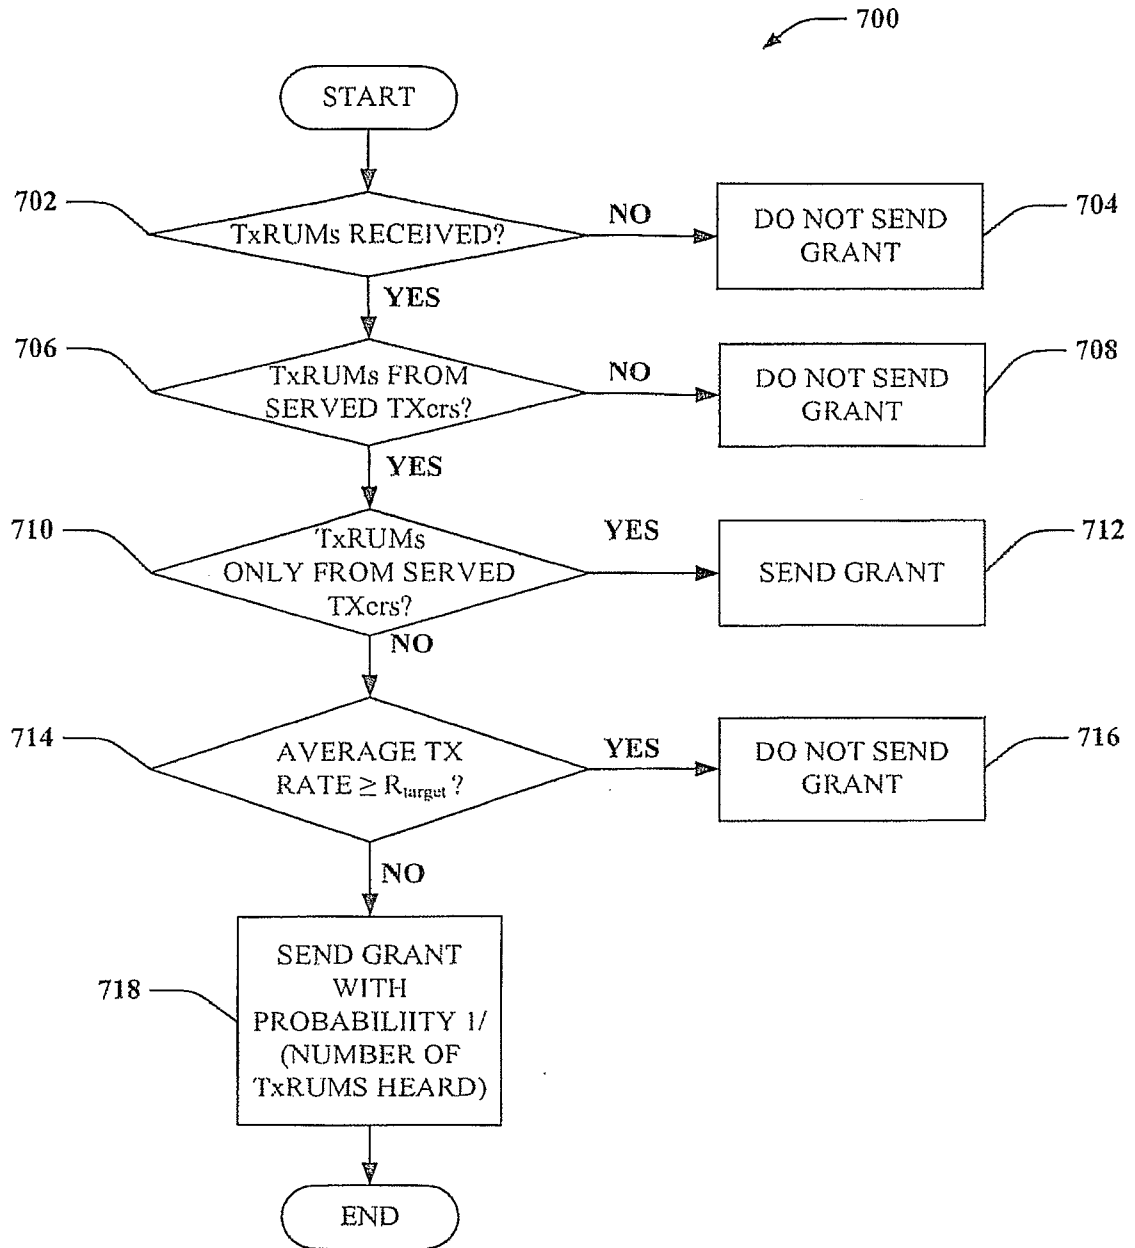 700
START
702
TxRUMs RECEIVED?
NO
DO NOT SEND
GRANT
704
YES
706
TxRUMs FROM
SERVED TXers?
NO
DO NOT SEND
GRANT
708
YES
710
TxRUMs
ONLY FROM SERVED
TXers?
YES
SEND GRANT
712
NO
714
AVERAGE TX
RATE ≥ Rtarget ?
YES
DO NOT SEND
GRANT
716
NO
718
SEND GRANT
WITH
PROBABILIITY 1/
(NUMBER OF
TxRUMS HEARD)
END